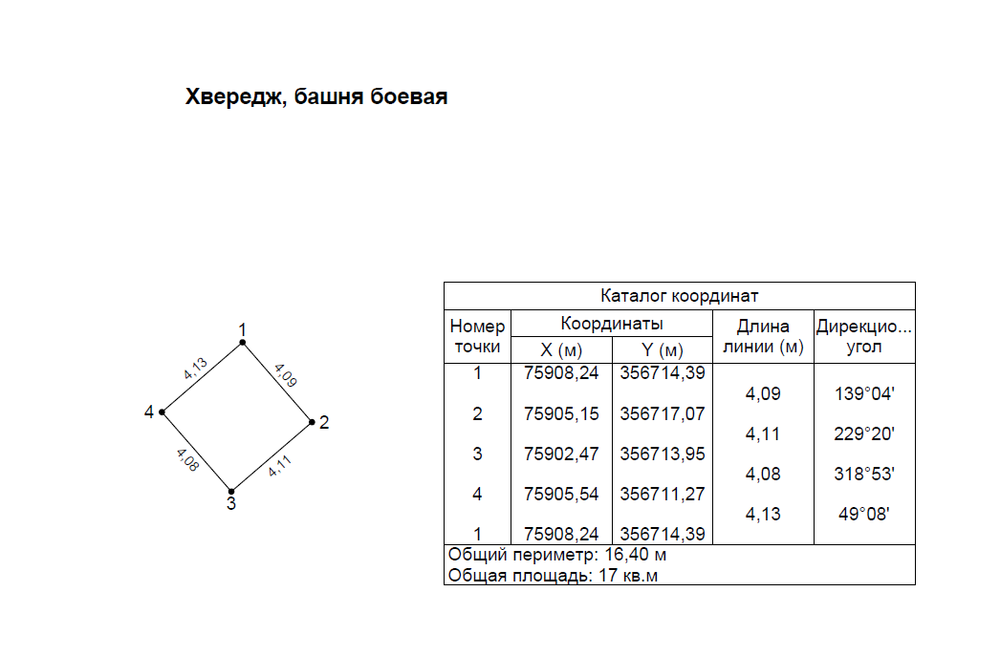 Хвередж, башня боевая
1
4,13
4,09
4
2
4,08
4,11
3
Каталог координат
Номер точки
Координаты
Длина линии (м)
Дирекцио... угол
X (м) Y (м)
1 75908,24 356714,39
4,09 139°04'
2 75905,15 356717,07
4,11 229°20'
3 75902,47 356713,95
4,08 318°53'
4 75905,54 356711,27
4,13 49°08'
1 75908,24 356714,39
Общий периметр: 16,40 м
Общая площадь: 17 кв.м